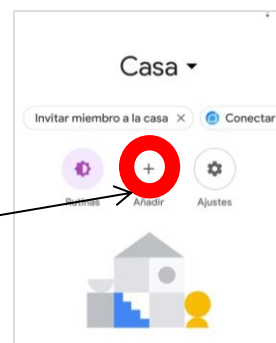 Casa
Invitar miembro a la casa ×
Conectar
Rutinas
Añadir
Ajustes